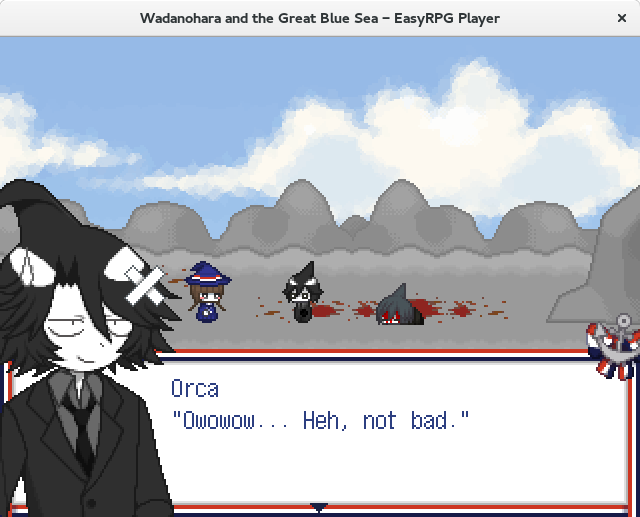 Wadanohara and the Great Blue Sea – EasyRPG Player
Orca
"Owowow... Heh, not bad."